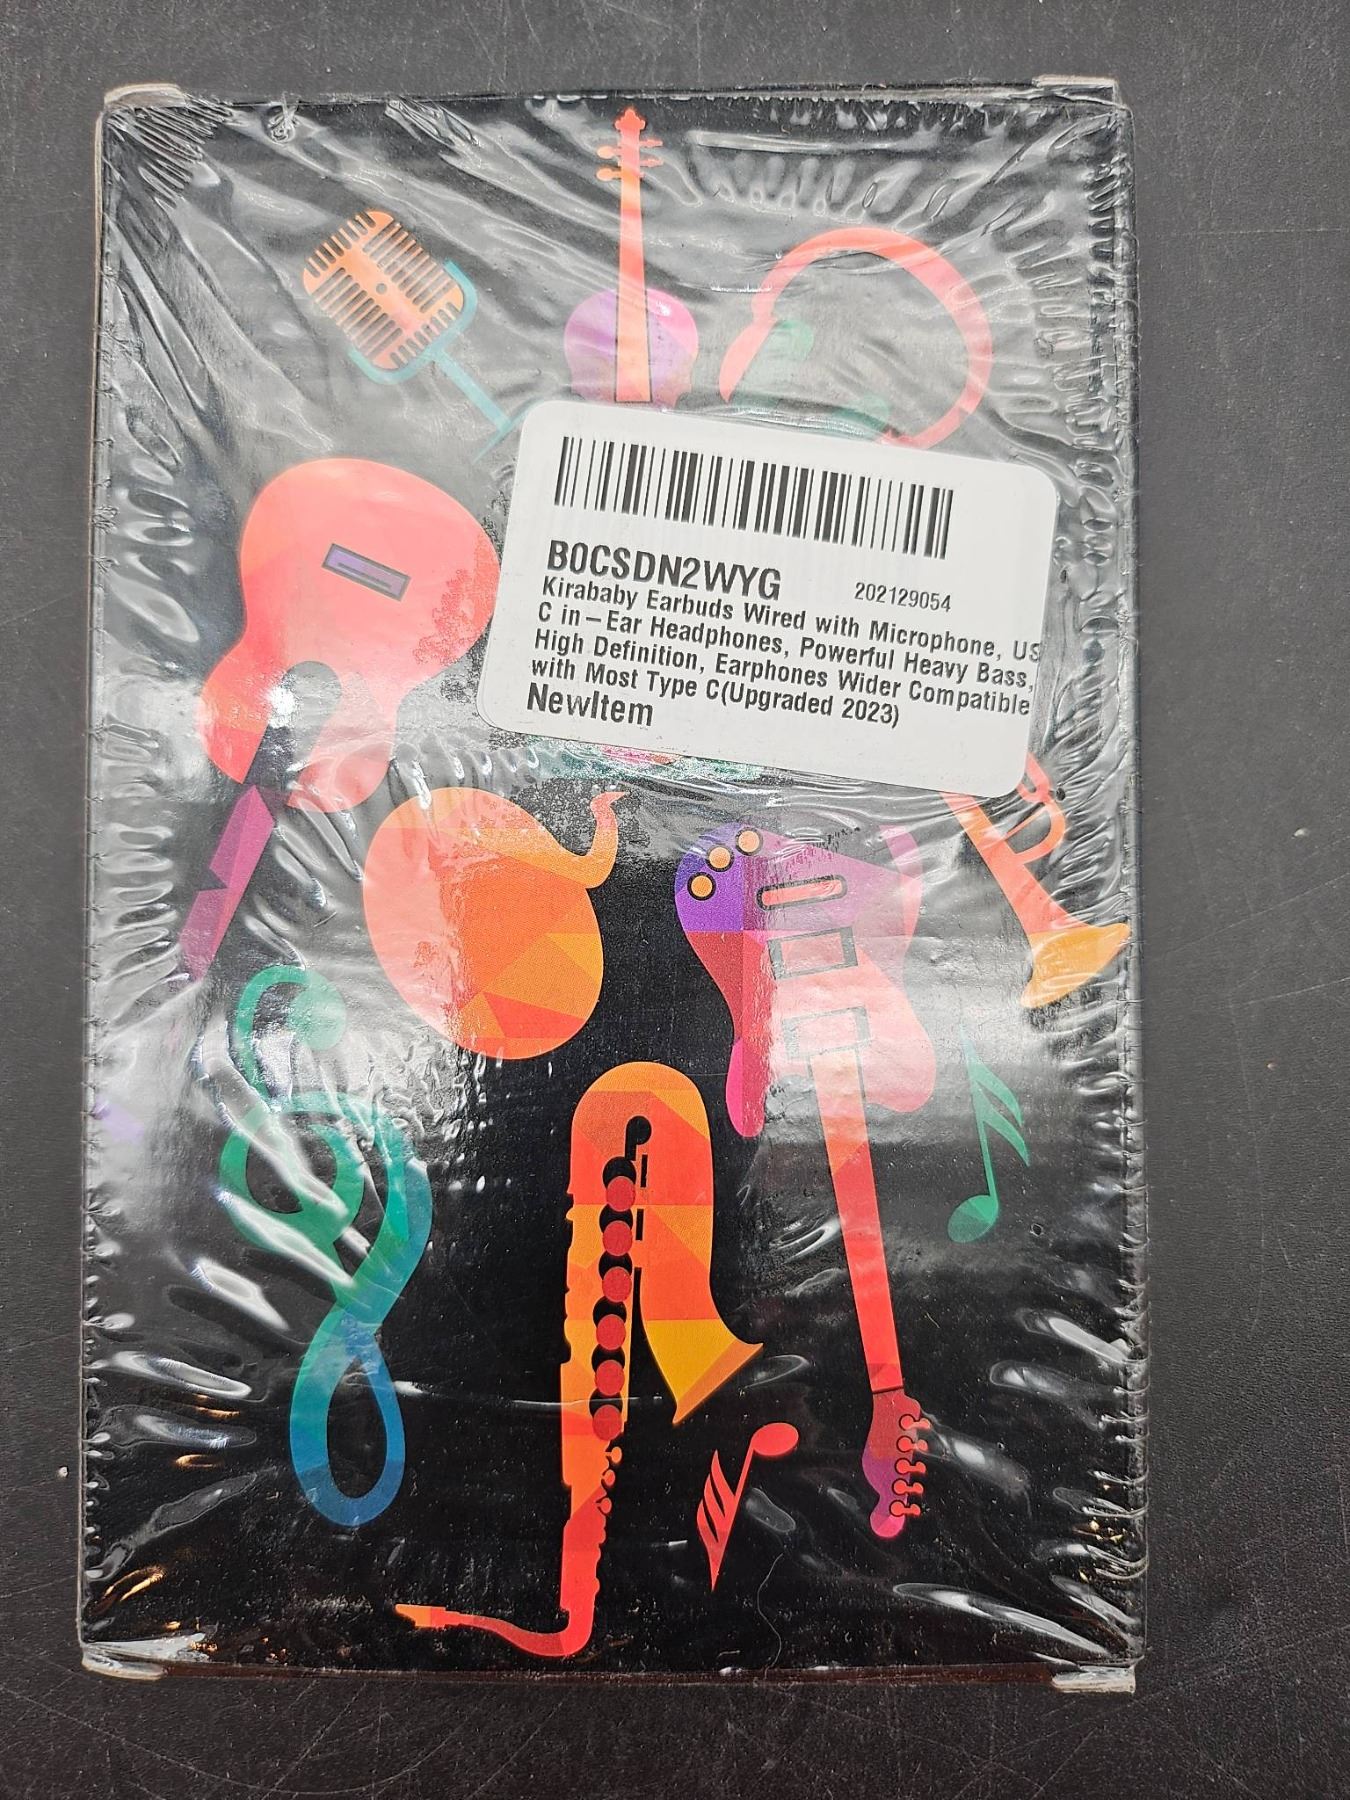 B0CSDN2WYG 202129054
Kirababy Earbuds Wired with Microphone, US
C in-Ear Headphones, Powerful Heavy Bass,
High Definition, Earphones Wider Compatible
with Most Type C(Upgraded 2023)
NewItem